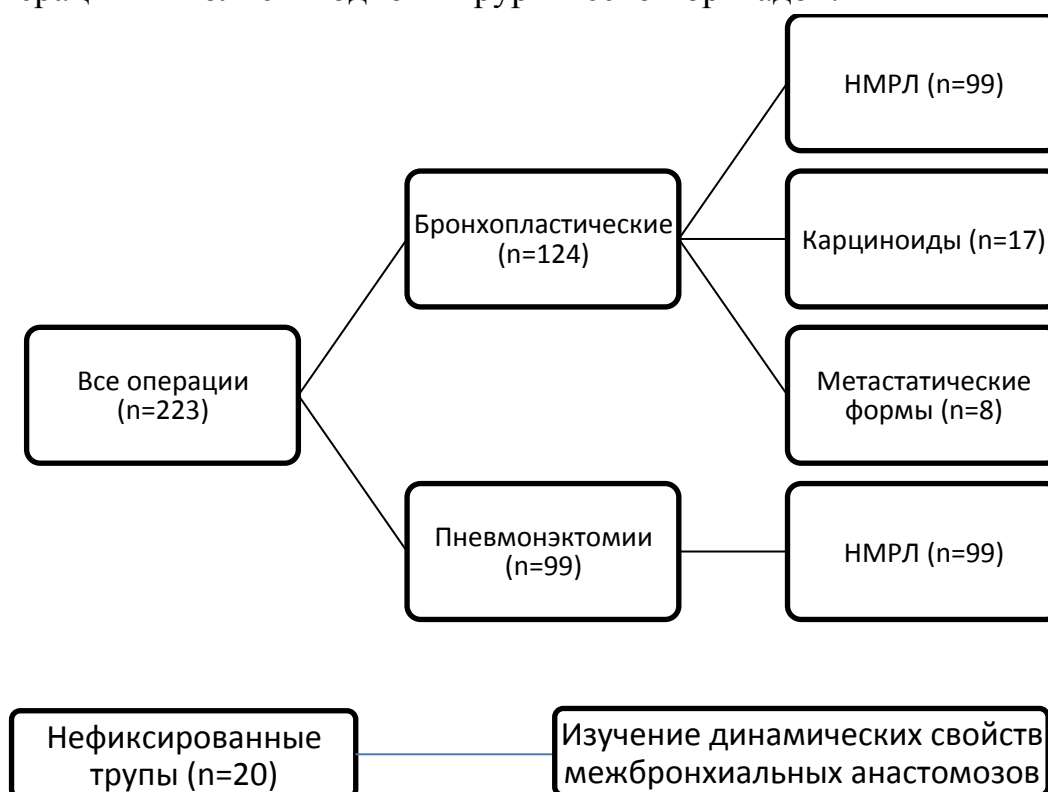 НМРЛ (n=99)
Бронхопластические
(n=124)
Карциноиды (n=17)
Все операции
(n=223)
Метастатические
формы (n=8)
Пневмонэктомии
(n=99)
НМРЛ (n=99)
Нефиксированные
трупы (n=20)
Изучение динамических свойств
межбронхиальных анастомозов